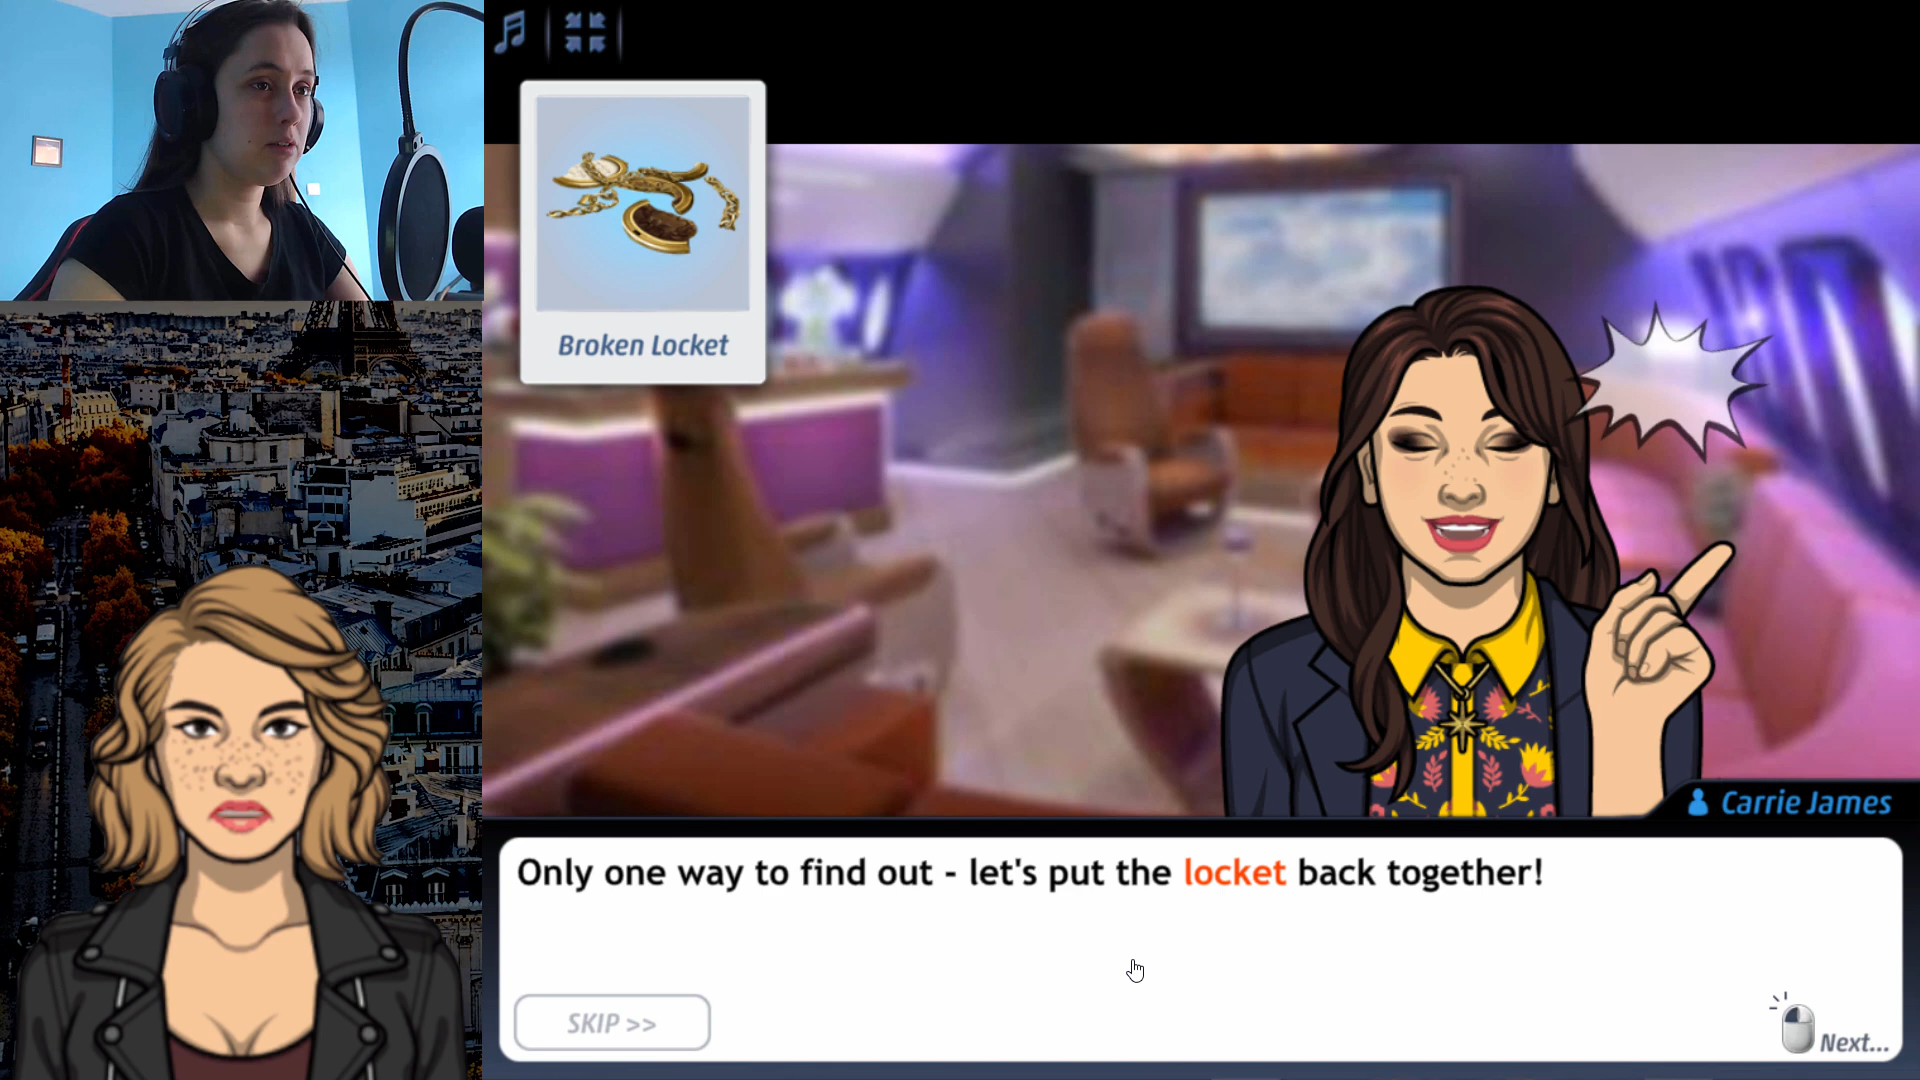 Broken Locket
Carrie James
Only one way to find out - let's put the locket back together!
SKIP >>
Next...